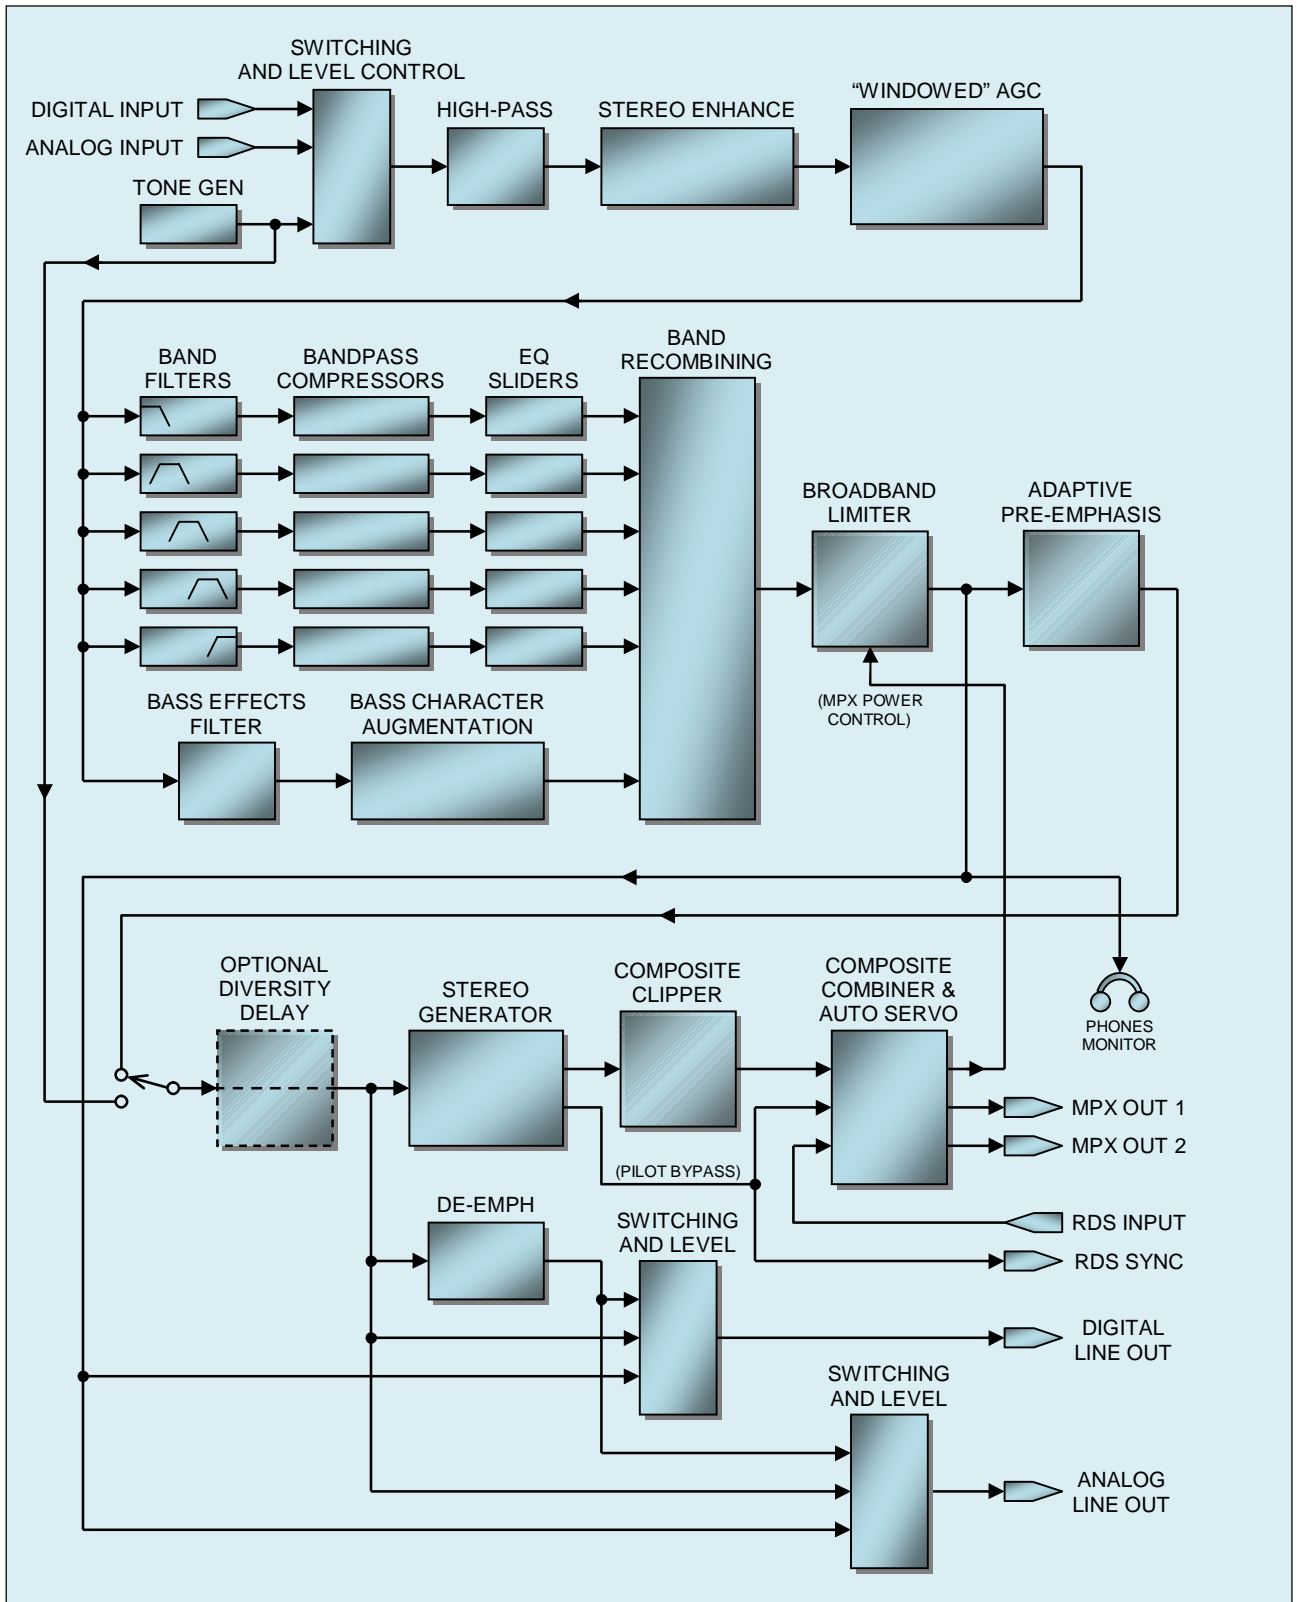 SWITCHING
AND LEVEL CONTROL
DIGITAL INPUT
ANALOG INPUT
TONE GEN
HIGH-PASS
STEREO ENHANCE
“WINDOWED” AGC
BAND
FILTERS
BANDPASS
COMPRESSORS
EQ
SLIDERS
BAND
RECOMBINING
BROADBAND
LIMITER
ADAPTIVE
PRE-EMPHASIS
BASS EFFECTS
FILTER
BASS CHARACTER
AUGMENTATION
(MPX POWER
CONTROL)
OPTIONAL
DIVERSITY
DELAY
STEREO
GENERATOR
COMPOSITE
CLIPPER
COMPOSITE
COMBINER &
AUTO SERVO
PHONES
MONITOR
MPX OUT 1
MPX OUT 2
(PILOT BYPASS)
RDS INPUT
RDS SYNC
DE-EMPH
SWITCHING
AND LEVEL
DIGITAL
LINE OUT
SWITCHING
AND LEVEL
ANALOG
LINE OUT